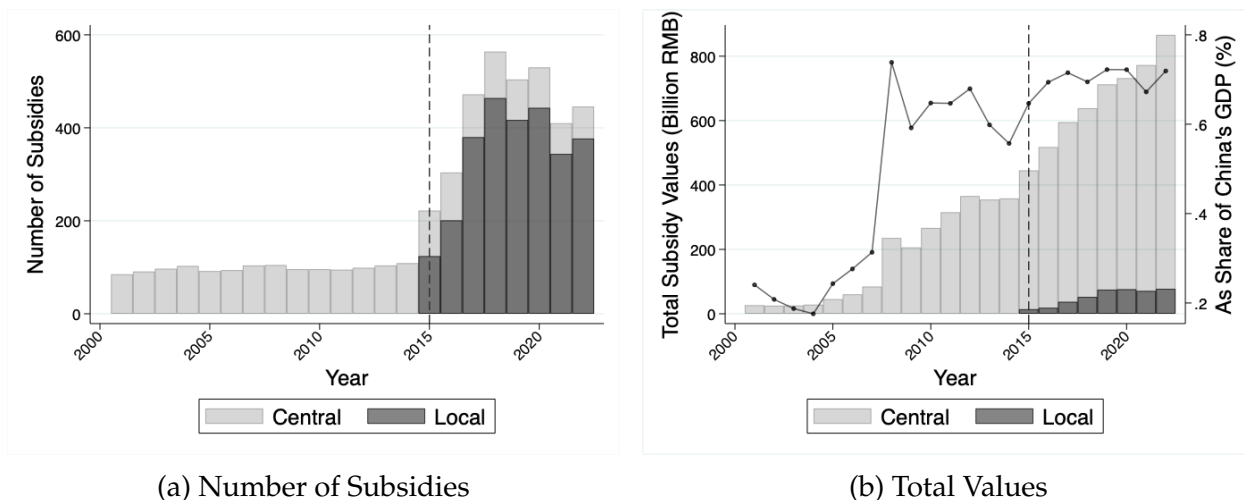 600
400
200
0
Number of Subsidies
2000
2005
2010
2015
2020
Year
Central
Local
(a) Number of Subsidies
800
600
400
200
0
Total Subsidy Values (Billion RMB)
.8
.6
.4
.2
As Share of China's GDP (%)
2000
2005
2010
2015
2020
Year
Central
Local
(b) Total Values